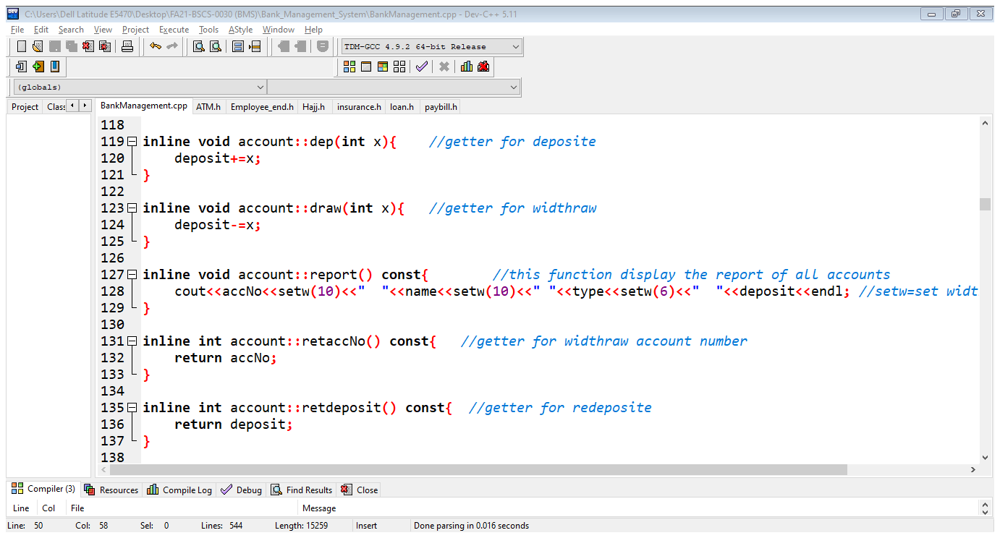 C:\Users\Dell Latitude E5470\Desktop\FA21-BSCS-0030 (BMS)\Bank_Management_System\BankManagement.cpp - Dev-C++ 5.11
File Edit Search View Project Execute Tools AStyle Window Help
TDM-GCC 4.9.2 64-bit Release
(globals)
Project Clas BankManagement.cpp ATM.h Employee_end.h Hajj.h insurance.h loan.h paybill.h
118
119 inline void account::dep(int x){    //getter for deposite
120     deposit+=x;
121 }
122
123 inline void account::draw(int x){   //getter for widthraw
124     deposit-=x;
125 }
126
127 inline void account::report() const{        //this function display the report of all accounts
128     cout<<accNo<<setw(10)<<"  "<<name<<setw(10)<<" "<<type<<setw(6)<<"  "<<deposit<<endl; //setw=set widt
129 }
130
131 inline int account::retaccNo() const{   //getter for widthraw account number
132     return accNo;
133 }
134
135 inline int account::retdeposit() const{  //getter for redeposite
136     return deposit;
137 }
138
Compiler (3) Resources Compile Log Debug Find Results Close
Line Col File Message
Line: 50 Col: 58 Sel: 0 Lines: 544 Length: 15259 Insert Done parsing in 0.016 seconds